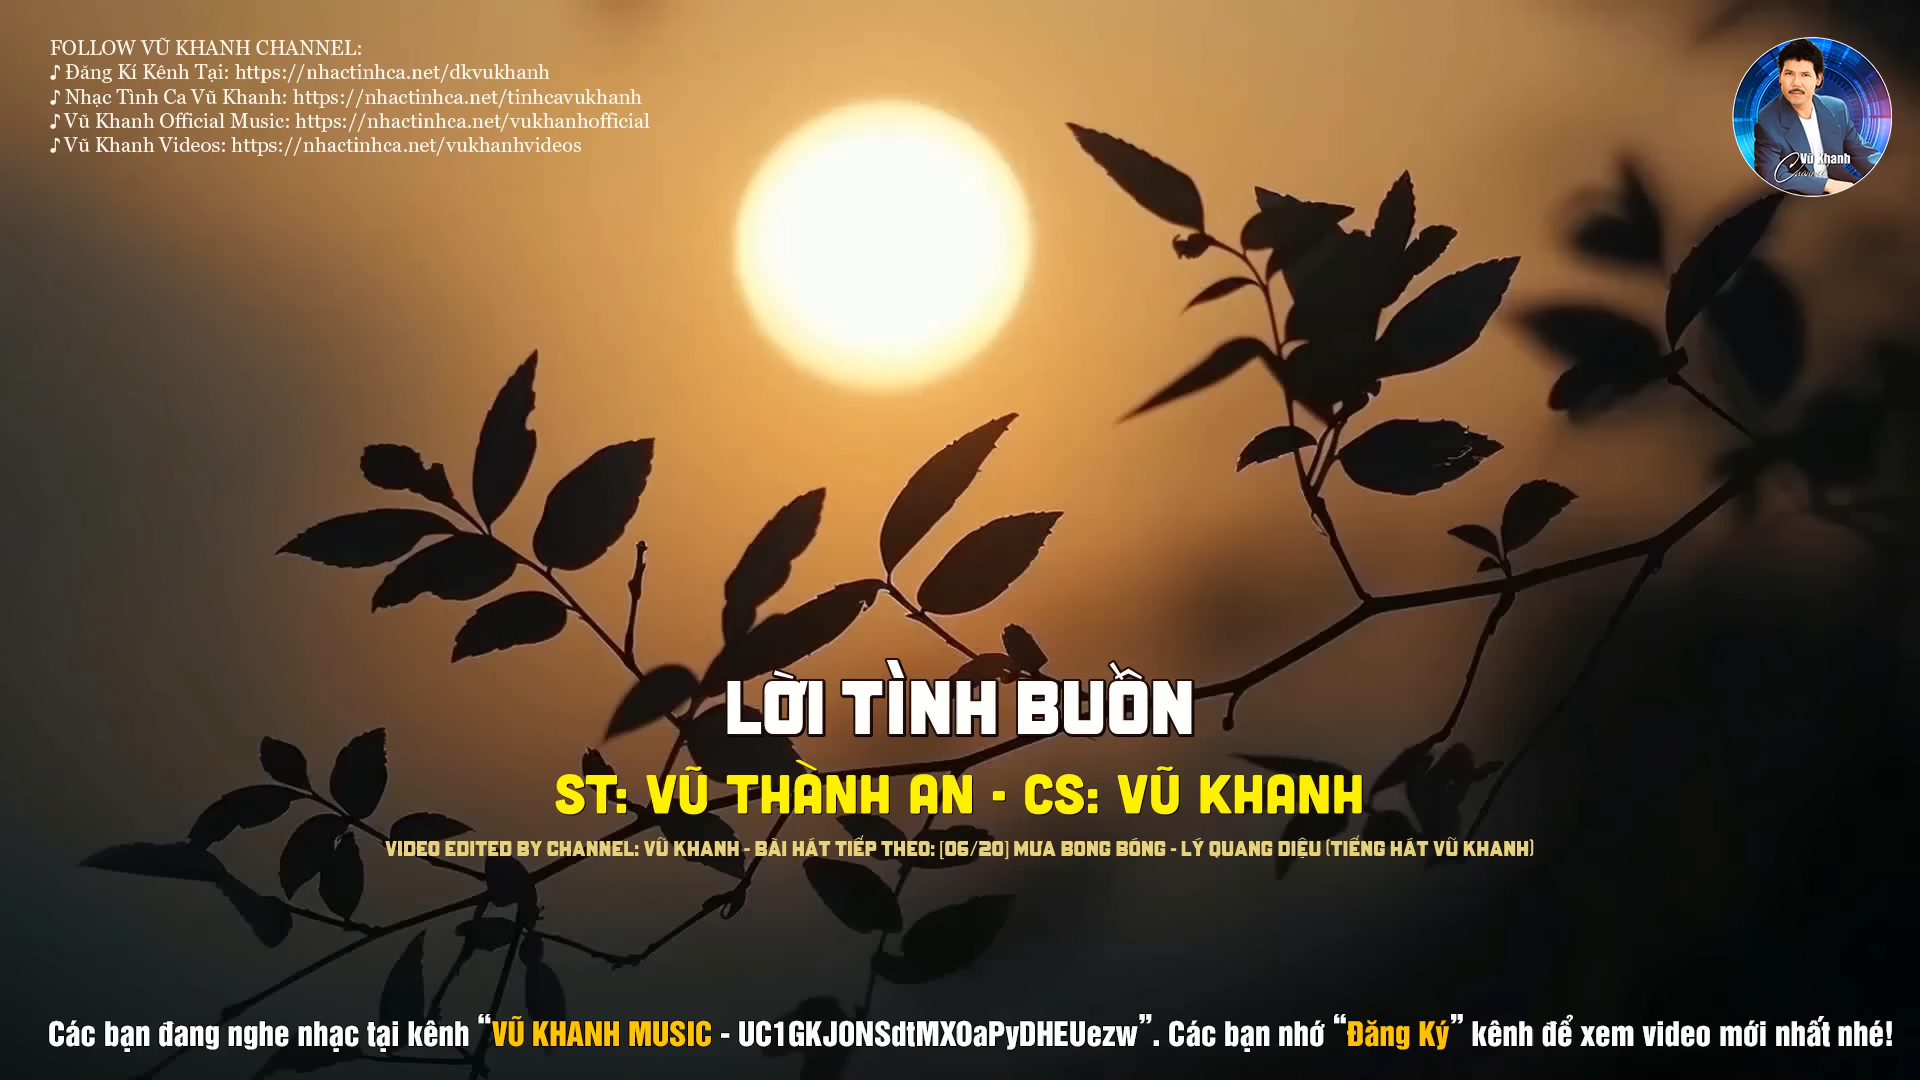 FOLLOW VŨ KHANH CHANNEL:
♪ Đăng Kí Kênh Tại: https://nhactinhca.net/dkvukhanh
♪ Nhạc Tình Ca Vũ Khanh: https://nhactinhca.net/tinhcavukhanh
♪ Vũ Khanh Official Music: https://nhactinhca.net/vukhanhofficial
♪ Vũ Khanh Videos: https://nhactinhca.net/vukhanhvideos
Vũ Khanh
Channel
LỜI TÌNH BUỒN
ST: VŨ THÀNH AN - CS: VŨ KHANH
VIDEO EDITED BY CHANNEL: VŨ KHANH - BÀI HÁT TIẾP THEO: [06/20] MƯA BONG BÓNG - LÝ QUANG DIỆU (TIẾNG HÁT VŨ KHANH)
Các bạn đang nghe nhạc tại kênh “VŨ KHANH MUSIC - UC1GKJONSdtMXOaPyDHEUezw”. Các bạn nhớ “Đăng Ký” kênh để xem video mới nhất nhé!